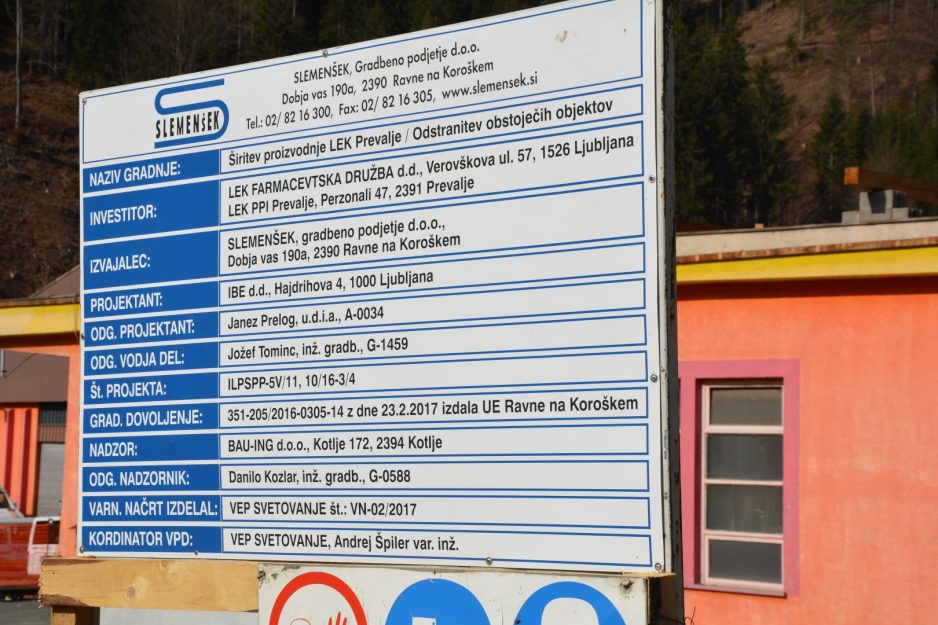 SLEMENŠEK
SLEMENŠEK, Gradbeno podjetje d.o.o.
Dobja vas 190a, 2390 Ravne na Koroškem
Tel.: 02/ 82 16 300, Fax: 02/ 82 16 305, www.slemensek.si
NAZIV GRADNJE: Širitev proizvodnje LEK Prevalje / Odstranitev obstoječih objektov
INVESTITOR: LEK FARMACEVTSKA DRUŽBA d.d., Verovškova ul. 57, 1526 Ljubljana
LEK PPI Prevalje, Perzonali 47, 2391 Prevalje
IZVAJALEC: SLEMENŠEK, gradbeno podjetje d.o.o.,
Dobja vas 190a, 2390 Ravne na Koroškem
PROJEKTANT: IBE d.d., Hajdrihova 4, 1000 Ljubljana
ODG. PROJEKTANT: Janez Prelog, u.d.i.a., A-0034
ODG. VODJA DEL: Jožef Tominc, inž. gradb., G-1459
Št. PROJEKTA: ILPSPP-5V/11, 10/16-3/4
GRAD. DOVOLJENJE: 351-205/2016-0305-14 z dne 23.2.2017 izdala UE Ravne na Koroškem
NADZOR: BAU-ING d.o.o., Kotlje 172, 2394 Kotlje
ODG. NADZORNIK: Danilo Kozlar, inž. gradb., G-0588
VARN. NAČRT IZDELAL: VEP SVETOVANJE št.: VN-02/2017
KORDINATOR VPD: VEP SVETOVANJE, Andrej Špiler var. inž.